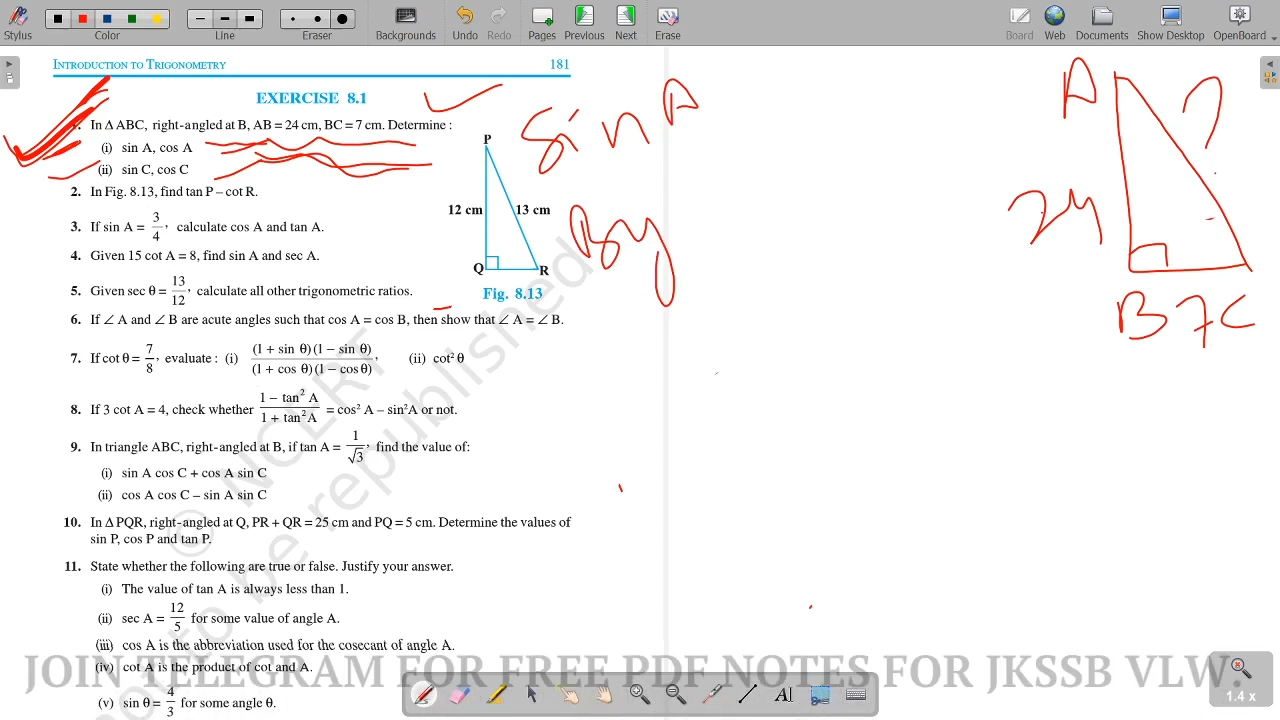 Stylus Color Line Eraser Backgrounds Undo Redo Pages Previous Next Erase Board Web Documents Show Desktop OpenBoard
INTRODUCTION TO TRIGONOMETRY 181
EXERCISE 8.1
1. In Δ ABC, right-angled at B, AB = 24 cm, BC = 7 cm. Determine :
(i) sin A, cos A
(ii) sin C, cos C
2. In Fig. 8.13, find tan P – cot R.
3. If sin A = 3/4, calculate cos A and tan A.
4. Given 15 cot A = 8, find sin A and sec A.
5. Given sec θ = 13/12, calculate all other trigonometric ratios.
P
12 cm 13 cm
Q R
Fig. 8.13
6. If ∠ A and ∠ B are acute angles such that cos A = cos B, then show that ∠ A = ∠ B.
7. If cot θ = 7/8, evaluate : (i) (1 + sin θ)(1 – sin θ)/(1 + cos θ)(1 – cos θ), (ii) cot² θ
8. If 3 cot A = 4, check whether (1 – tan² A)/(1 + tan² A) = cos² A – sin² A or not.
9. In triangle ABC, right-angled at B, if tan A = 1/√3, find the value of:
(i) sin A cos C + cos A sin C
(ii) cos A cos C – sin A sin C
10. In Δ PQR, right-angled at Q, PR + QR = 25 cm and PQ = 5 cm. Determine the values of
sin P, cos P and tan P.
11. State whether the following are true or false. Justify your answer.
(i) The value of tan A is always less than 1.
(ii) sec A = 12/5 for some value of angle A.
(iii) cos A is the abbreviation used for the cosecant of angle A.
(iv) cot A is the product of cot and A.
(v) sin θ = 4/3 for some angle θ.
© NCERT
not to be republished
Sin A
By
A ?
24
B 7 C
JOIN TELEGRAM FOR FREE PDF NOTES FOR JKSSB VLW.
1.4 x